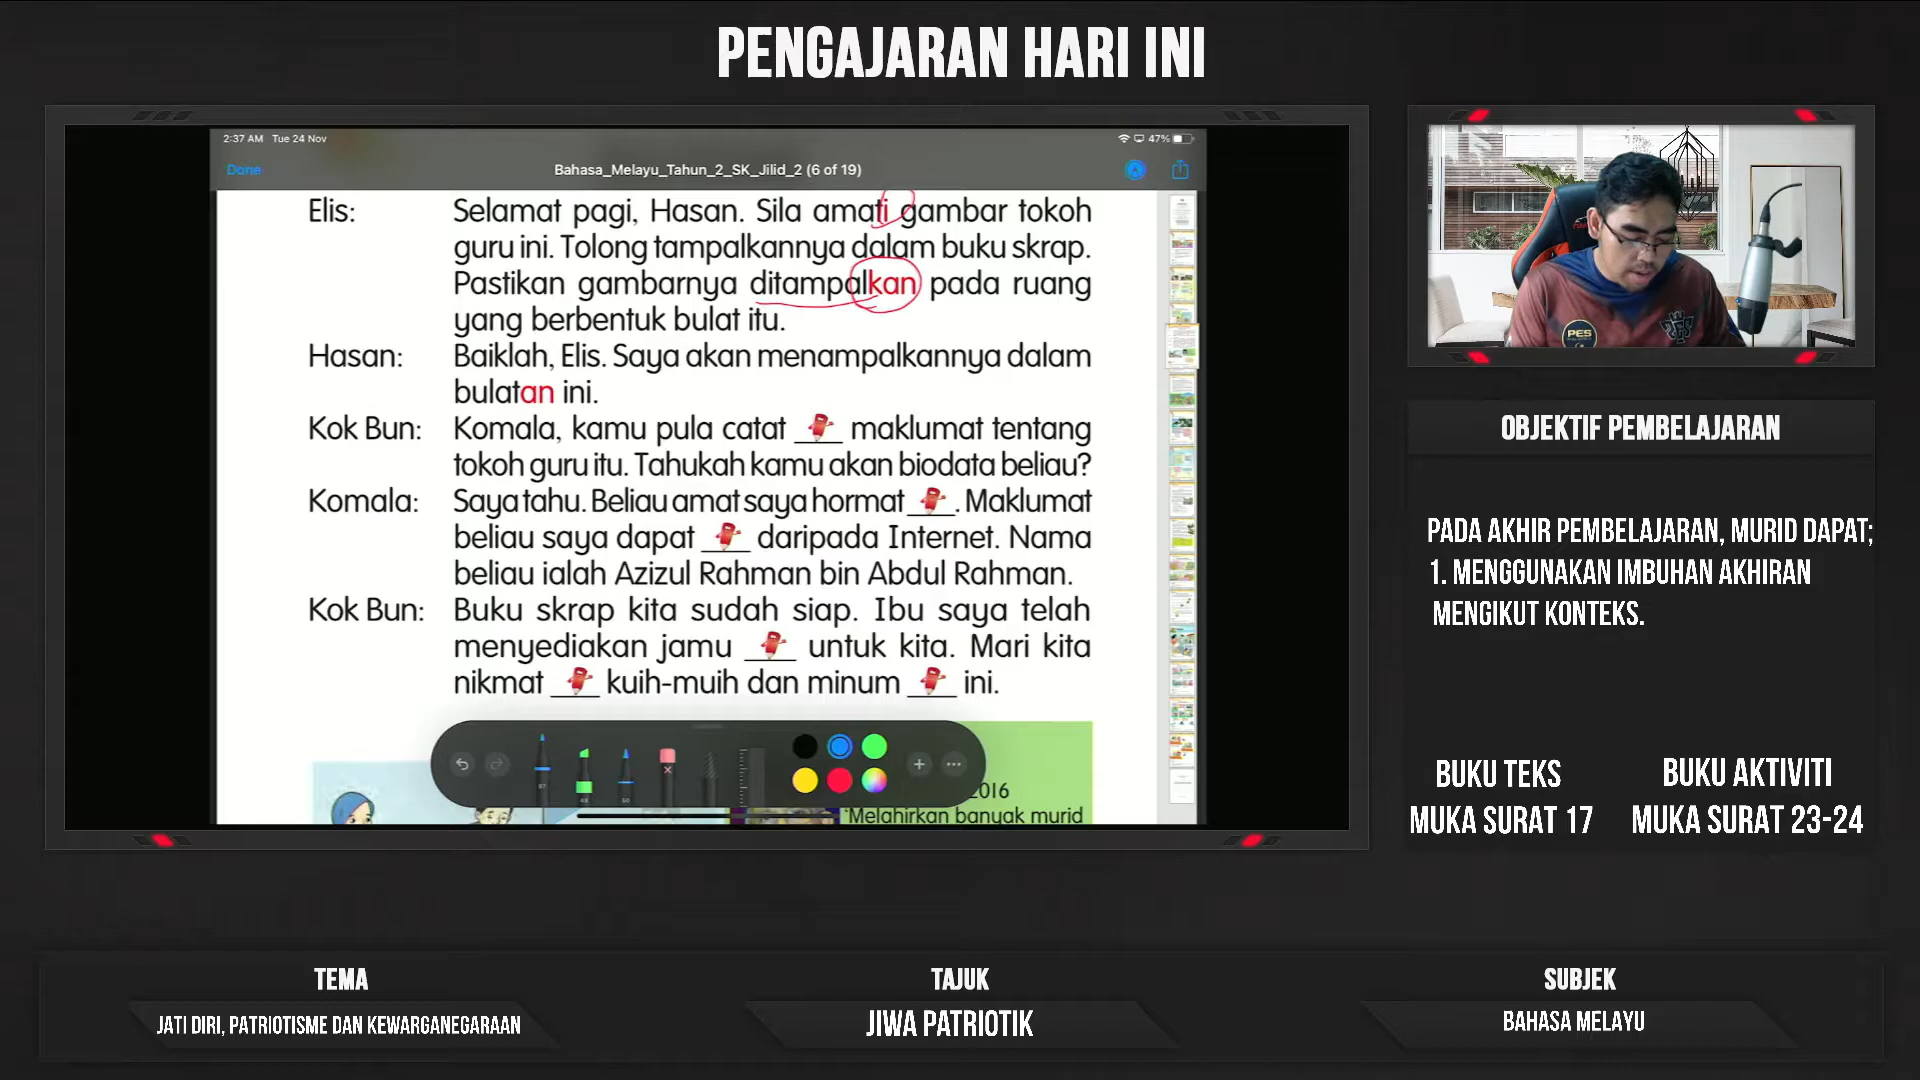 PENGAJARAN HARI INI
2:37 AM Tue 24 Nov
47%
Done
Bahasa_Melayu_Tahun_2_SK_Jilid_2 (6 of 19)
Elis: Selamat pagi, Hasan. Sila amati gambar tokoh
guru ini. Tolong tampalkannya dalam buku skrap.
Pastikan gambarnya ditampalkan pada ruang
yang berbentuk bulat itu.
Hasan: Baiklah, Elis. Saya akan menampalkannya dalam
bulatan ini.
Kok Bun: Komala, kamu pula catat ___ maklumat tentang
tokoh guru itu. Tahukah kamu akan biodata beliau?
Komala: Saya tahu. Beliau amat saya hormat ___. Maklumat
beliau saya dapat ___ daripada Internet. Nama
beliau ialah Azizul Rahman bin Abdul Rahman.
Kok Bun: Buku skrap kita sudah siap. Ibu saya telah
menyediakan jamu ___ untuk kita. Mari kita
nikmat ___ kuih-muih dan minum ___ ini.
2016
'Melahirkan banyak murid
PES
OBJEKTIF PEMBELAJARAN
PADA AKHIR PEMBELAJARAN, MURID DAPAT;
1. MENGGUNAKAN IMBUHAN AKHIRAN
MENGIKUT KONTEKS.
BUKU TEKS
MUKA SURAT 17
BUKU AKTIVITI
MUKA SURAT 23-24
TEMA
JATI DIRI, PATRIOTISME DAN KEWARGANEGARAAN
TAJUK
JIWA PATRIOTIK
SUBJEK
BAHASA MELAYU